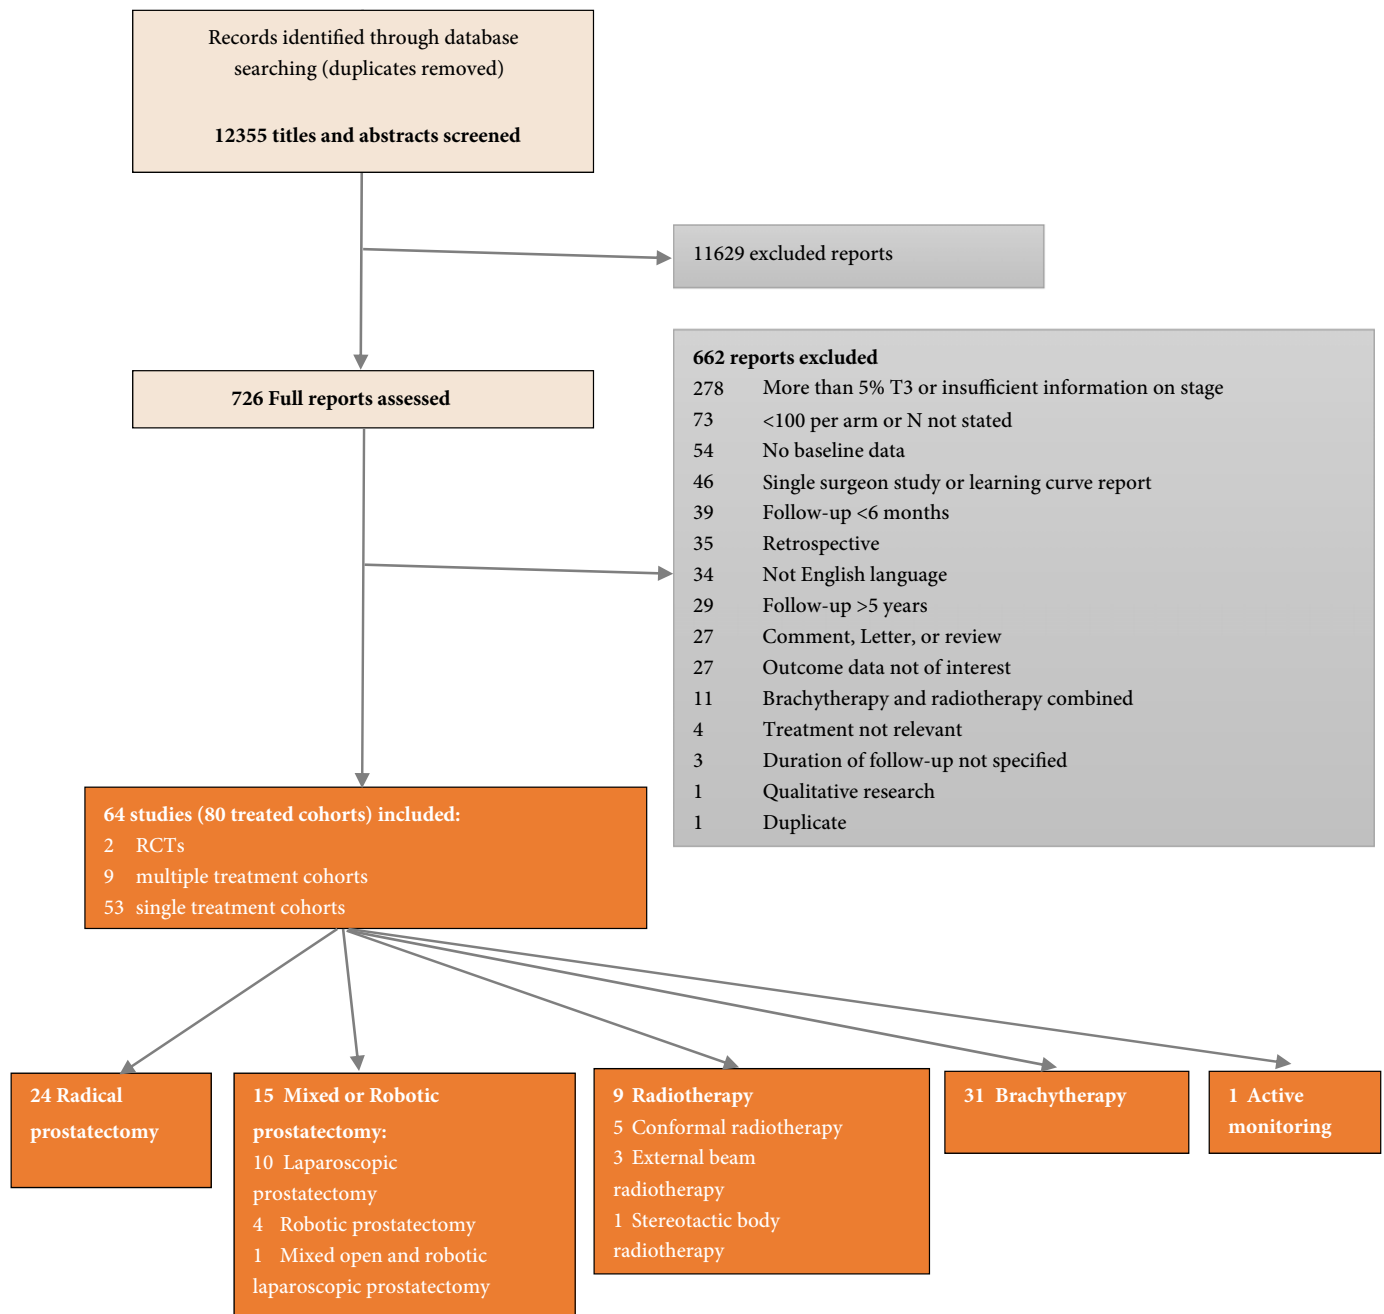 Records identified through database
searching (duplicates removed)
12355 titles and abstracts screened
11629 excluded reports
726 Full reports assessed
662 reports excluded
278 More than 5% T3 or insufficient information on stage
73 <100 per arm or N not stated
54 No baseline data
46 Single surgeon study or learning curve report
39 Follow-up <6 months
35 Retrospective
34 Not English language
29 Follow-up >5 years
27 Comment, Letter, or review
27 Outcome data not of interest
11 Brachytherapy and radiotherapy combined
4 Treatment not relevant
3 Duration of follow-up not specified
1 Qualitative research
1 Duplicate
64 studies (80 treated cohorts) included:
2 RCTs
9 multiple treatment cohorts
53 single treatment cohorts
24 Radical
prostatectomy
15 Mixed or Robotic
prostatectomy:
10 Laparoscopic
prostatectomy
4 Robotic prostatectomy
1 Mixed open and robotic
laparoscopic prostatectomy
9 Radiotherapy
5 Conformal radiotherapy
3 External beam
radiotherapy
1 Stereotactic body
radiotherapy
31 Brachytherapy
1 Active
monitoring